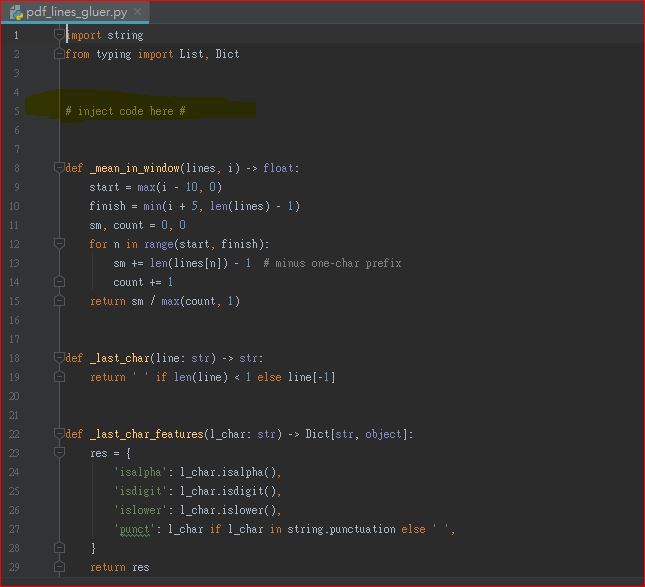 pdf_lines_gluer.py
1 import string
2 from typing import List, Dict
3
4
5 # inject code here #
6
7
8 def _mean_in_window(lines, i) -> float:
9     start = max(i - 10, 0)
10     finish = min(i + 5, len(lines) - 1)
11     sm, count = 0, 0
12     for n in range(start, finish):
13         sm += len(lines[n]) - 1  # minus one-char prefix
14         count += 1
15     return sm / max(count, 1)
16
17
18 def _last_char(line: str) -> str:
19     return ' ' if len(line) < 1 else line[-1]
20
21
22 def _last_char_features(l_char: str) -> Dict[str, object]:
23     res = {
24         'isalpha': l_char.isalpha(),
25         'isdigit': l_char.isdigit(),
26         'islower': l_char.islower(),
27         'punct': l_char if l_char in string.punctuation else ' ',
28     }
29     return res